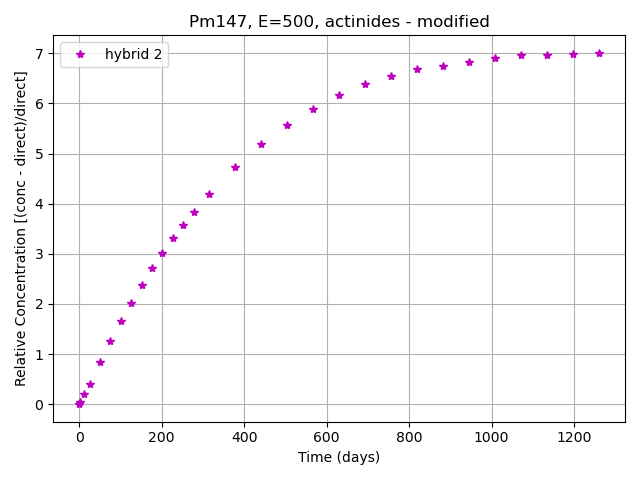 Pm147, E=500, actinides - modified
hybrid 2
Relative Concentration [(conc - direct)/direct]
7
6
5
4
3
2
1
0
0 200 400 600 800 1000 1200
Time (days)